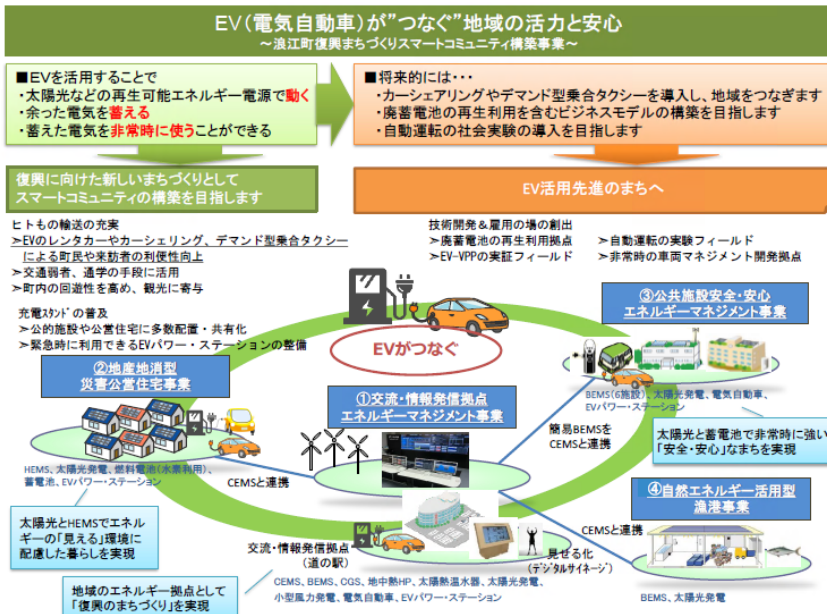 EV(電気自動車)が”つなぐ”地域の活力と安心
~浪江町復興まちづくりスマートコミュニティ構築事業~
■EVを活用することで
・太陽光などの再生可能エネルギー電源で動く
・余った電気を蓄える
・蓄えた電気を非常時に使うことができる
■将来的には・・・
・カーシェアリングやデマンド型乗合タクシーを導入し、地域をつなぎます
・廃蓄電池の再生利用を含むビジネスモデルの構築を目指します
・自動運転の社会実験の導入を目指します
復興に向けた新しいまちづくりとして
スマートコミュニティの構築を目指します
EV活用先進のまちへ
ヒトもの輸送の充実
➢EVのレンタカーやカーシェリング、デマンド型乗合タクシー
による町民や来訪者の利便性向上
➢交通弱者、通学の手段に活用
➢町内の回遊性を高め、観光に寄与
充電スタンドの普及
➢公的施設や公営住宅に多数配置・共有化
➢緊急時に利用できるEVパワー・ステーションの整備
技術開発&雇用の場の創出
➢廃蓄電池の再生利用拠点
➢EV-VPPの実証フィールド
➢自動運転の実験フィールド
➢非常時の車両マネジメント開発拠点
EVがつなぐ
③公共施設安全・安心
エネルギーマネジメント事業
BEMS(6施設)、太陽光発電、電気自動車、
EVパワー・ステーション
太陽光と蓄電池で非常時に強い
「安全・安心」なまちを実現
②地産地消型
災害公営住宅事業
HEMS、太陽光発電、燃料電池(水素利用)、
蓄電池、EVパワー・ステーション
太陽光とHEMSでエネル
ギーの「見える」環境に
配慮した暮らしを実現
CEMSと連携
①交流・情報発信拠点
エネルギーマネジメント事業
簡易BEMSを
CEMSと連携
④自然エネルギー活用型
漁港事業
CEMSと連携
BEMS、太陽光発電
見せる化
(デジタルサイネージ)
交流・情報発信拠点
(道の駅)
CEMS、BEMS、CGS、地中熱HP、太陽熱温水器、太陽光発電、
小型風力発電、電気自動車、EVパワー・ステーション
地域のエネルギー拠点として
「復興のまちづくり」を実現